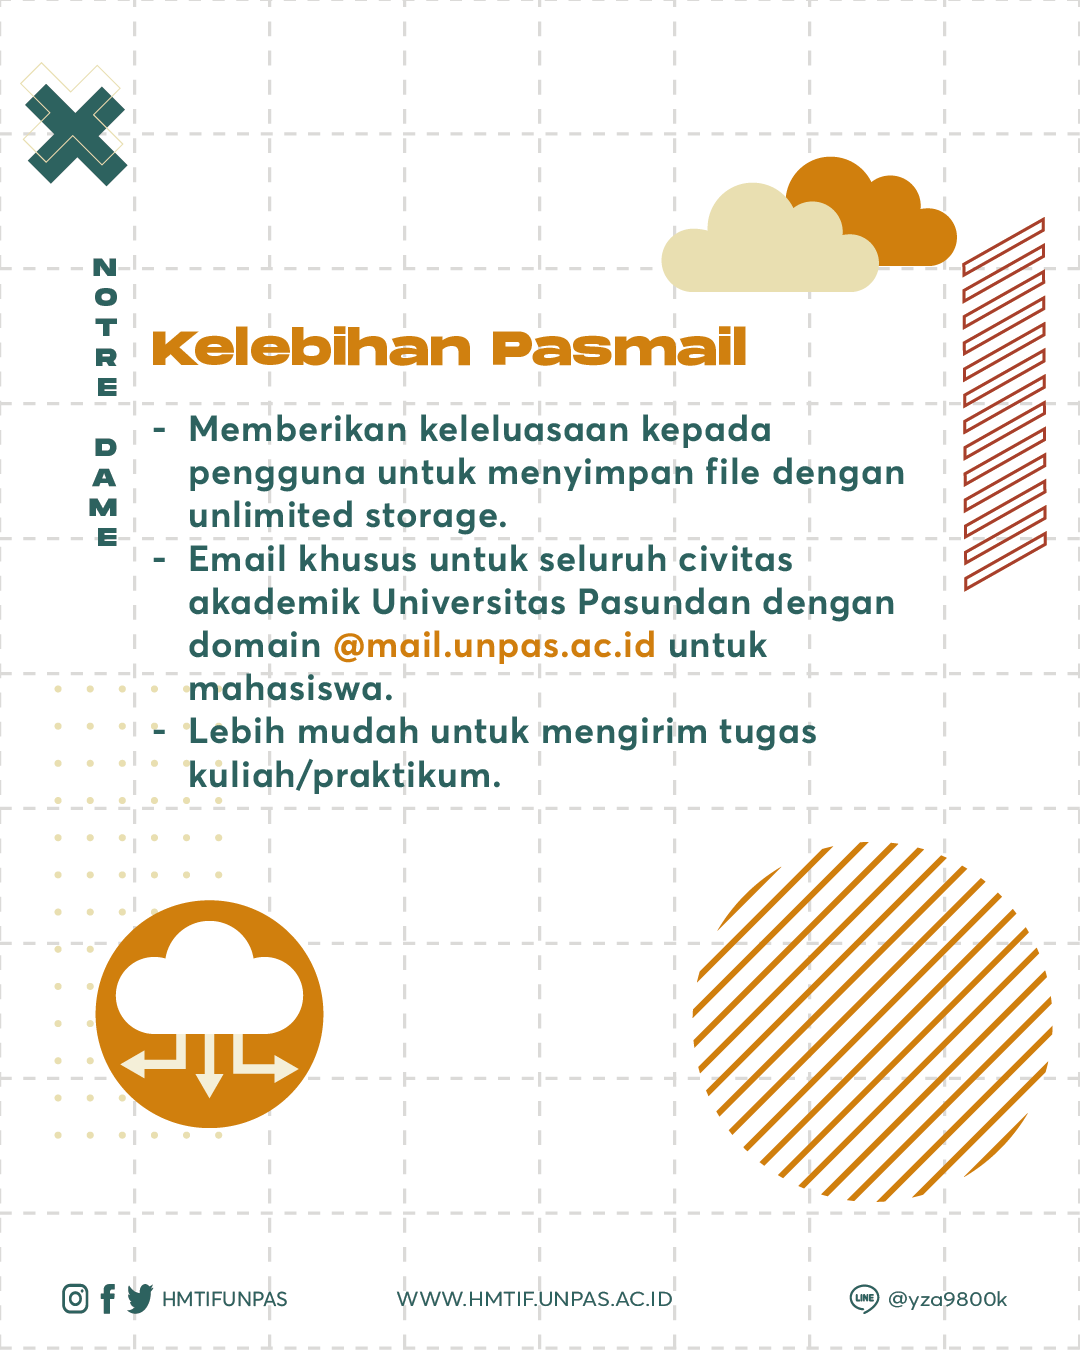 NOTRE DAME
Kelebihan Pasmail
- Memberikan keleluasaan kepada
pengguna untuk menyimpan file dengan
unlimited storage.
- Email khusus untuk seluruh civitas
akademik Universitas Pasundan dengan
domain @mail.unpas.ac.id untuk
mahasiswa.
- Lebih mudah untuk mengirim tugas
kuliah/praktikum.
HMTIFUNPAS
WWW.HMTIF.UNPAS.AC.ID
LINE
@yza9800k